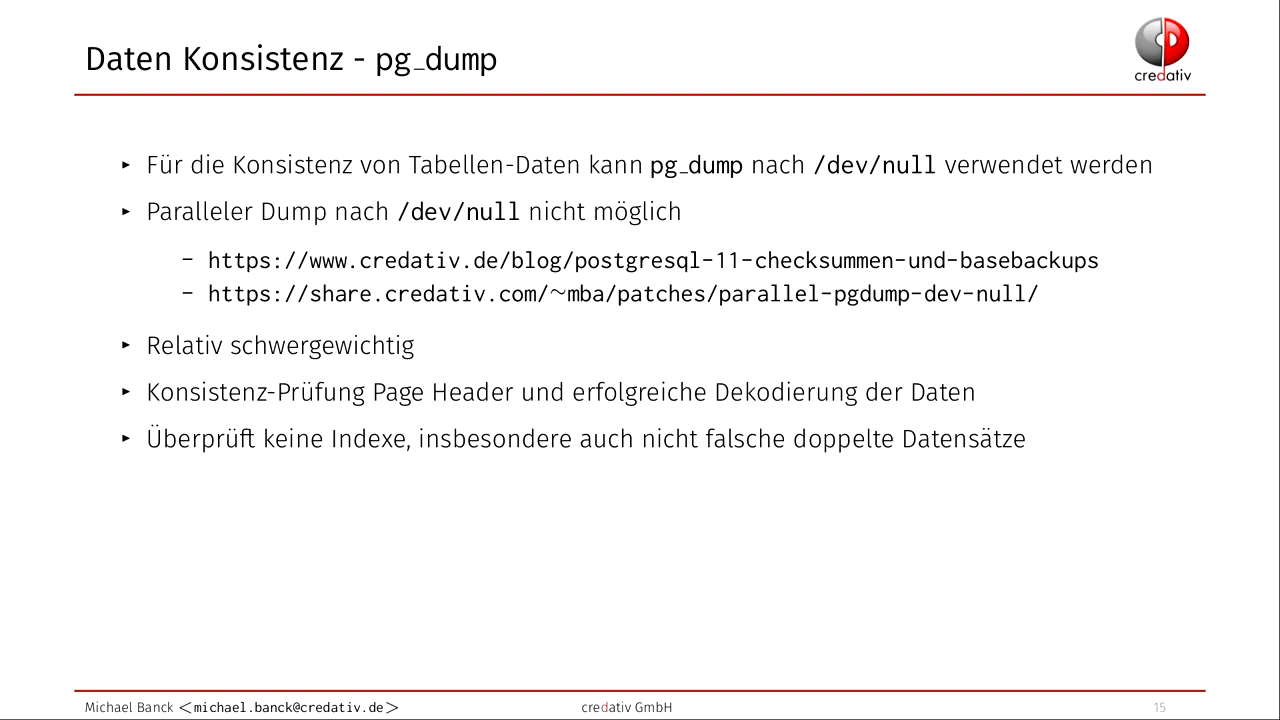 Daten Konsistenz - pg_dump
credativ
▸ Für die Konsistenz von Tabellen-Daten kann pg_dump nach /dev/null verwendet werden
▸ Paralleler Dump nach /dev/null nicht möglich
– https://www.credativ.de/blog/postgresql-11-checksummen-und-basebackups
– https://share.credativ.com/~mba/patches/parallel-pgdump-dev-null/
▸ Relativ schwergewichtig
▸ Konsistenz-Prüfung Page Header und erfolgreiche Dekodierung der Daten
▸ Überprüft keine Indexe, insbesondere auch nicht falsche doppelte Datensätze
Michael Banck <michael.banck@credativ.de> credativ GmbH 15